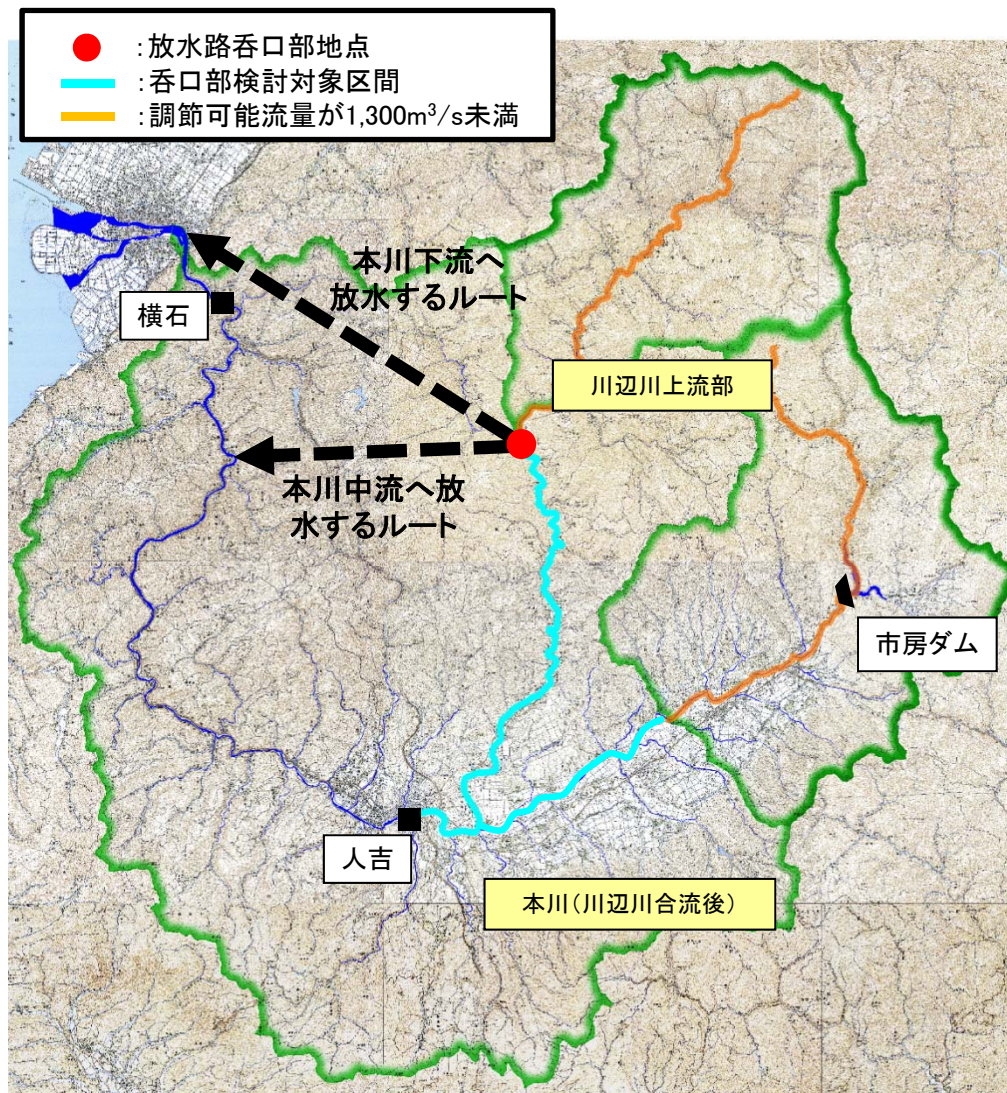 :放水路呑口部地点
:呑口部検討対象区間
:調節可能流量が1,300m³/s未満
本川下流へ
放水するルート
横石
川辺川上流部
本川中流へ放
水するルート
市房ダム
人吉
本川(川辺川合流後)